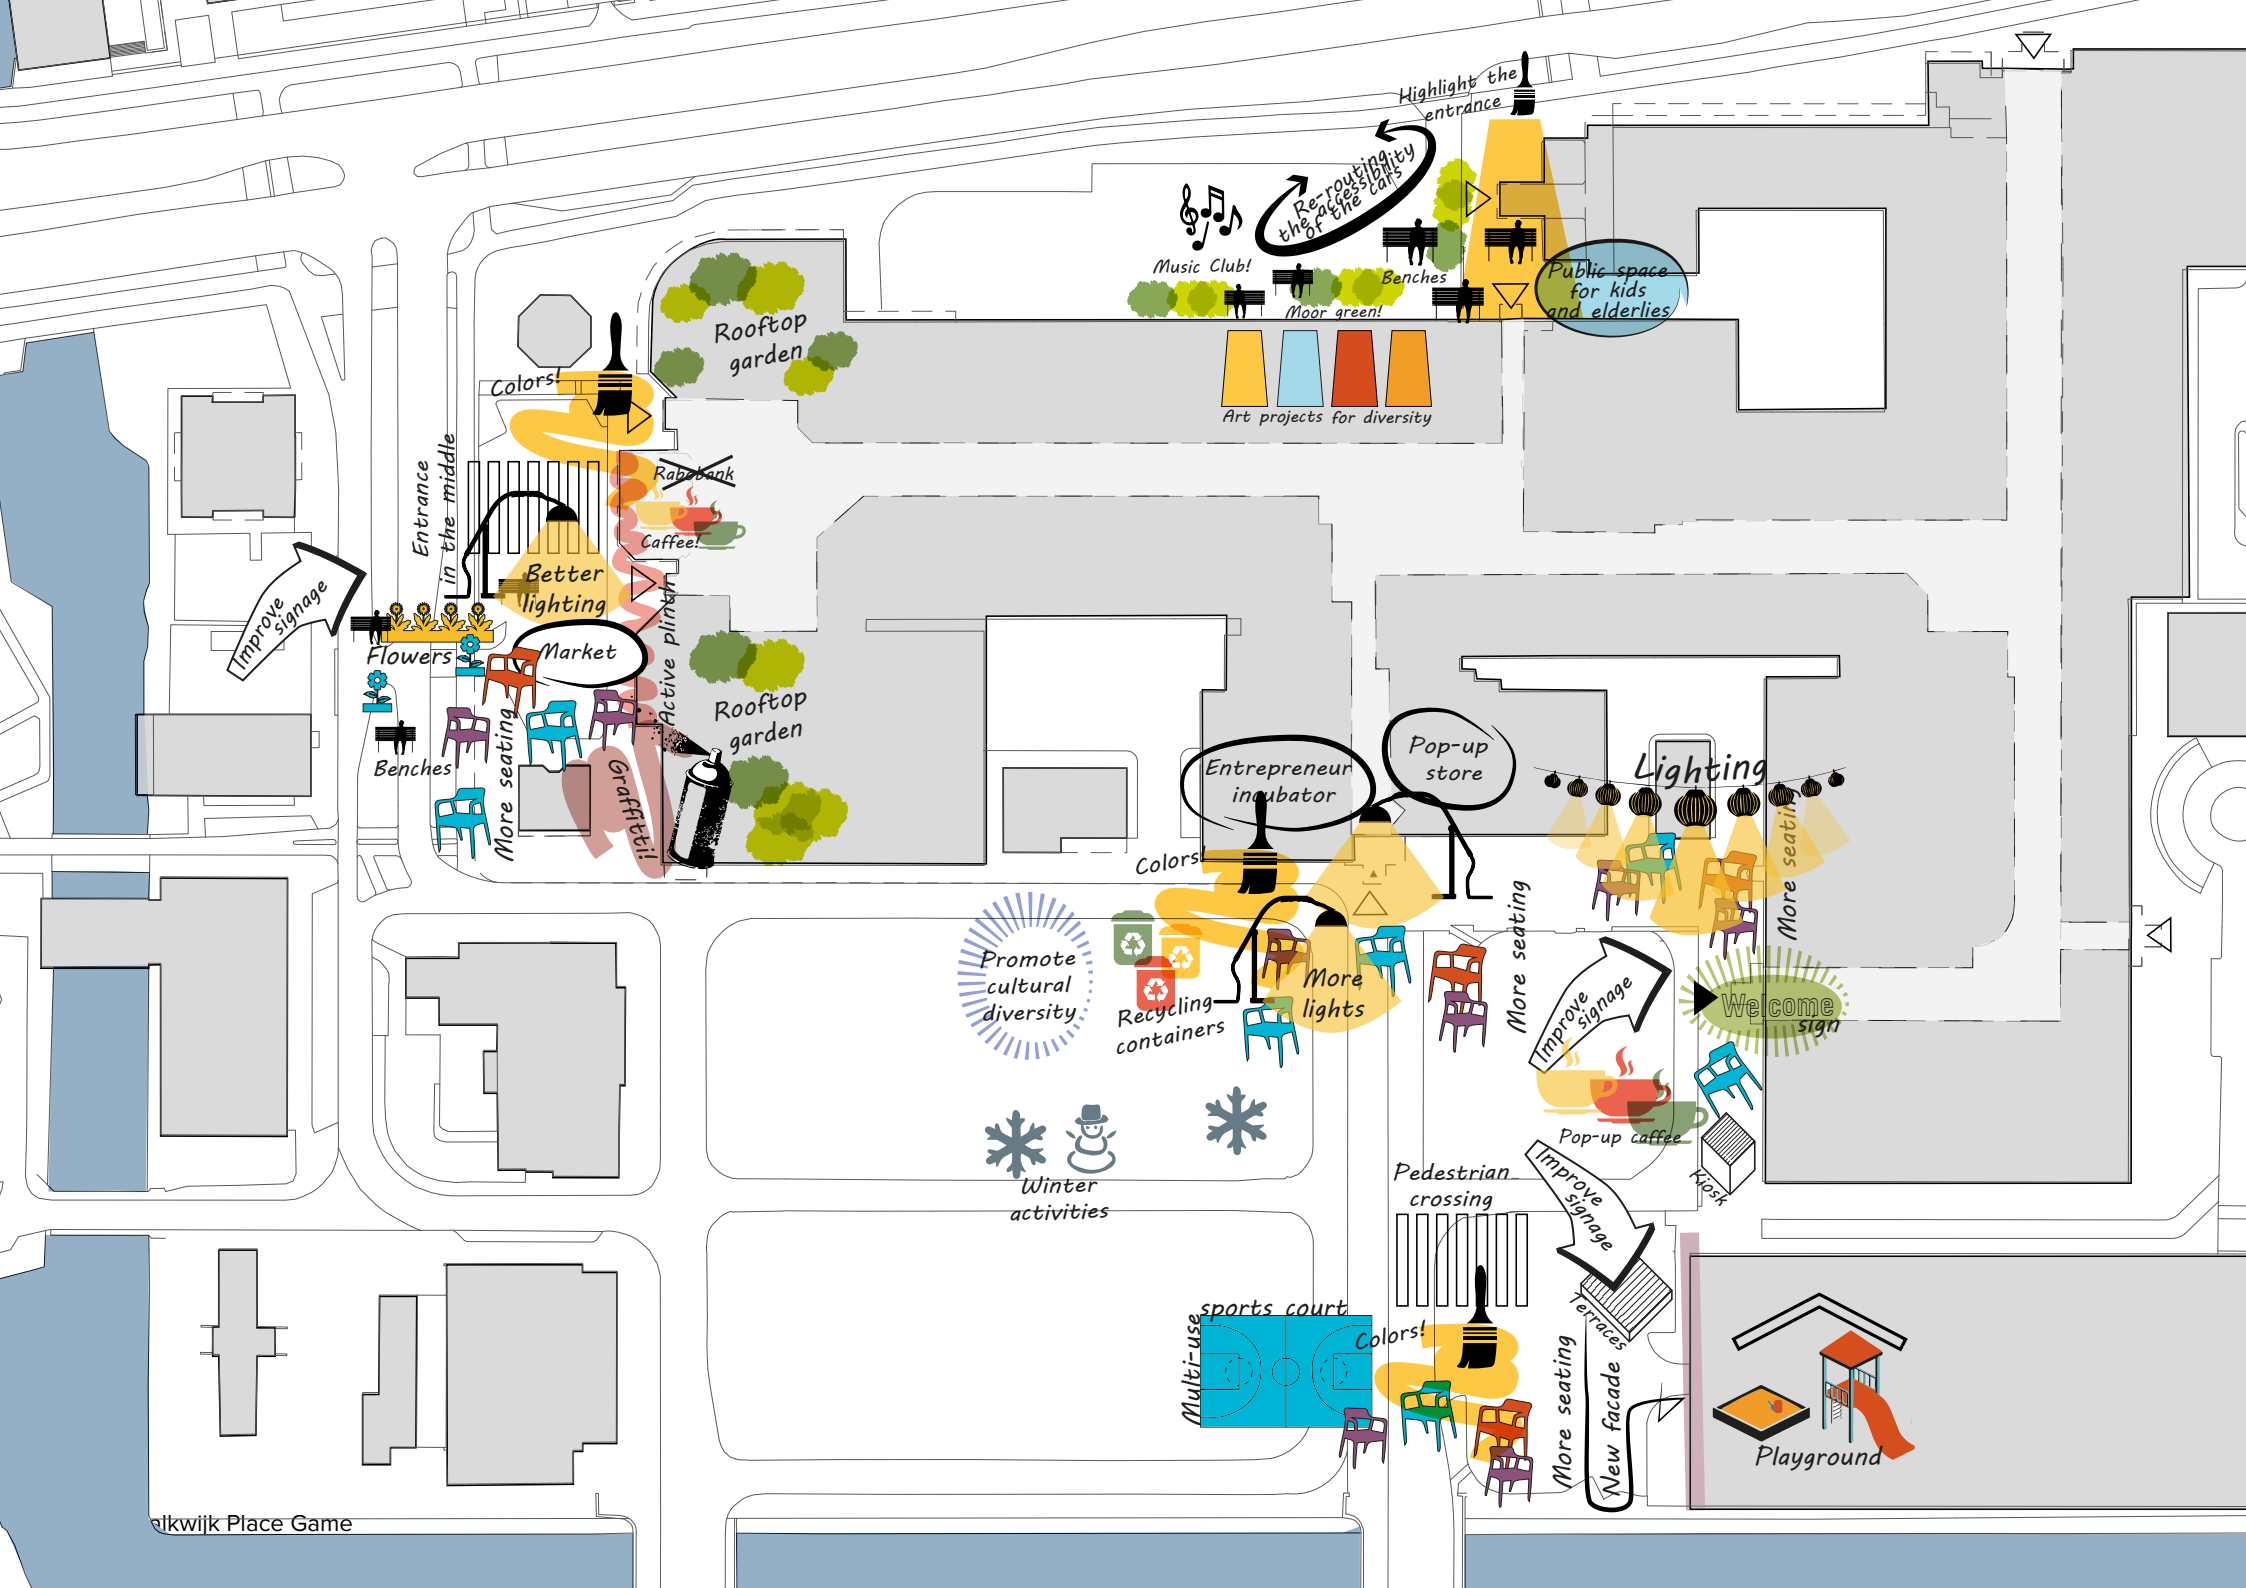 Highlight the
entrance
Re-routing
the accessibility
of the cars
Music Club!
Benches
Moor green!
Public space
for kids
and elderlies
Rooftop
garden
Colors!
Art projects for diversity
Entrance
in the middle
Rabobank
Caffee!
Better
lighting
Improve
signage
Flowers
Market
Active plinth
Rooftop
garden
Benches
More seating
Graffiti!
Entrepreneur
incubator
Pop-up
store
Lighting
More seating
Colors!
More seating
Promote
cultural
diversity
Recycling
containers
More
lights
Improve
signage
Welcome
sign
Pop-up caffee
Kiosk
Winter
activities
Pedestrian
crossing
Improve
signage
Terraces
Multi-use
sports court
Colors!
More seating
New facade
Playground
alkwijk Place Game